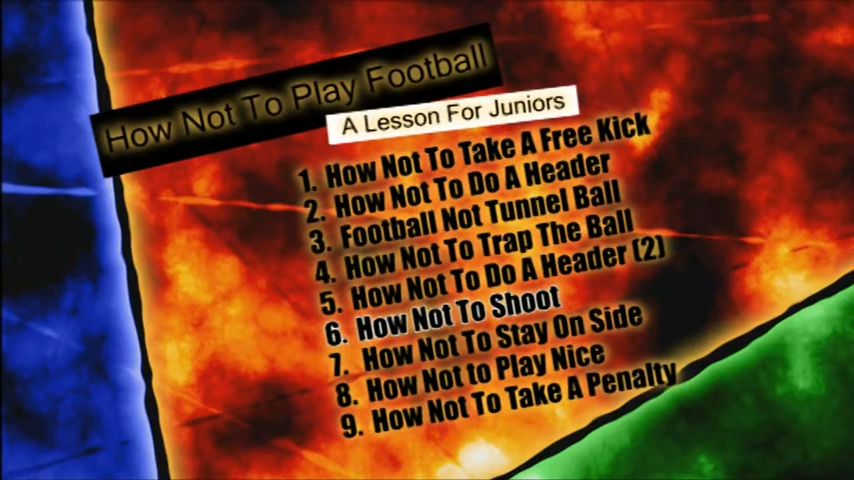 How Not To Play Football
A Lesson For Juniors
1. How Not To Take A Free Kick
2. How Not To Do A Header
3. Football Not Tunnel Ball
4. How Not To Trap The Ball
5. How Not To Do A Header (2)
6. How Not To Shoot
7. How Not To Stay On Side
8. How Not to Play Nice
9. How Not To Take A Penalty